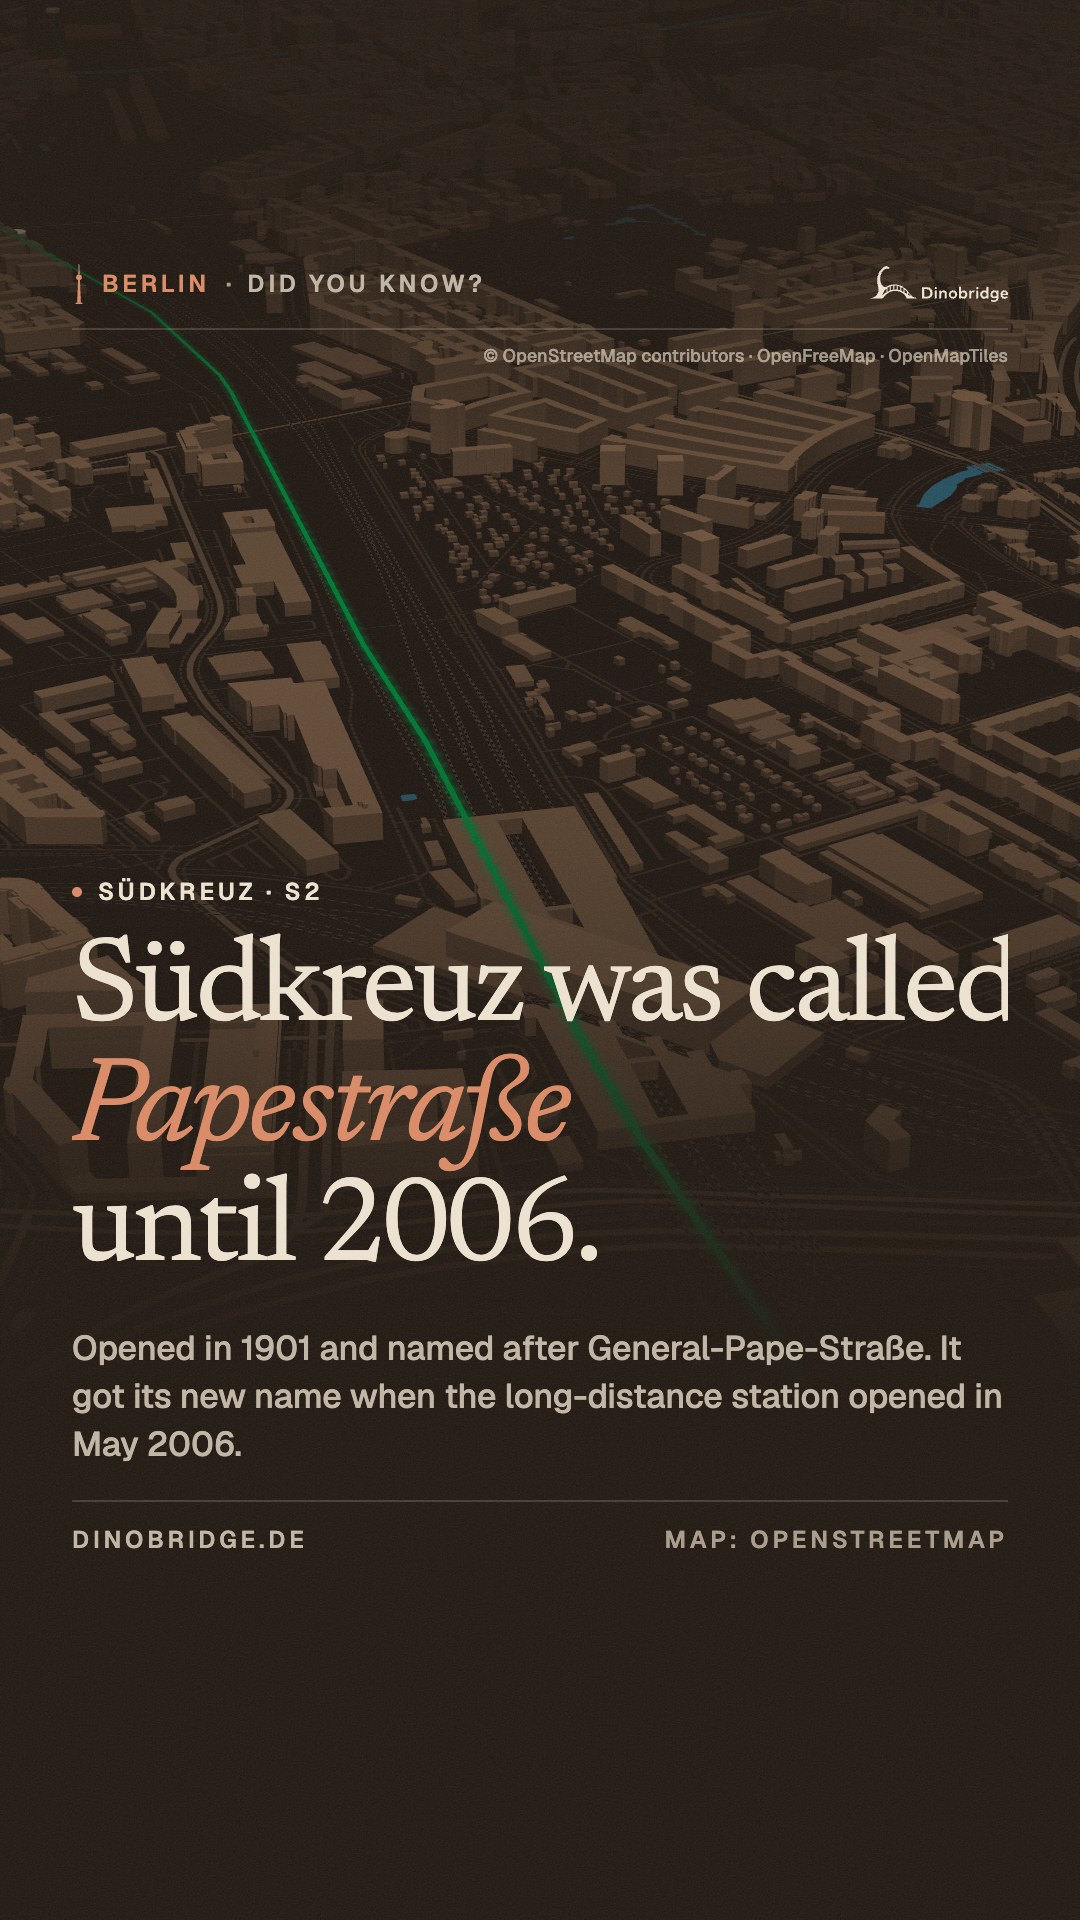 BERLIN · DID YOU KNOW?
Dinobridge
© OpenStreetMap contributors · OpenFreeMap · OpenMapTiles
SÜDKREUZ · S2
Südkreuz was called
Papestraße
until 2006.
Opened in 1901 and named after General-Pape-Straße. It
got its new name when the long-distance station opened in
May 2006.
DINOBRIDGE.DE
MAP: OPENSTREETMAP